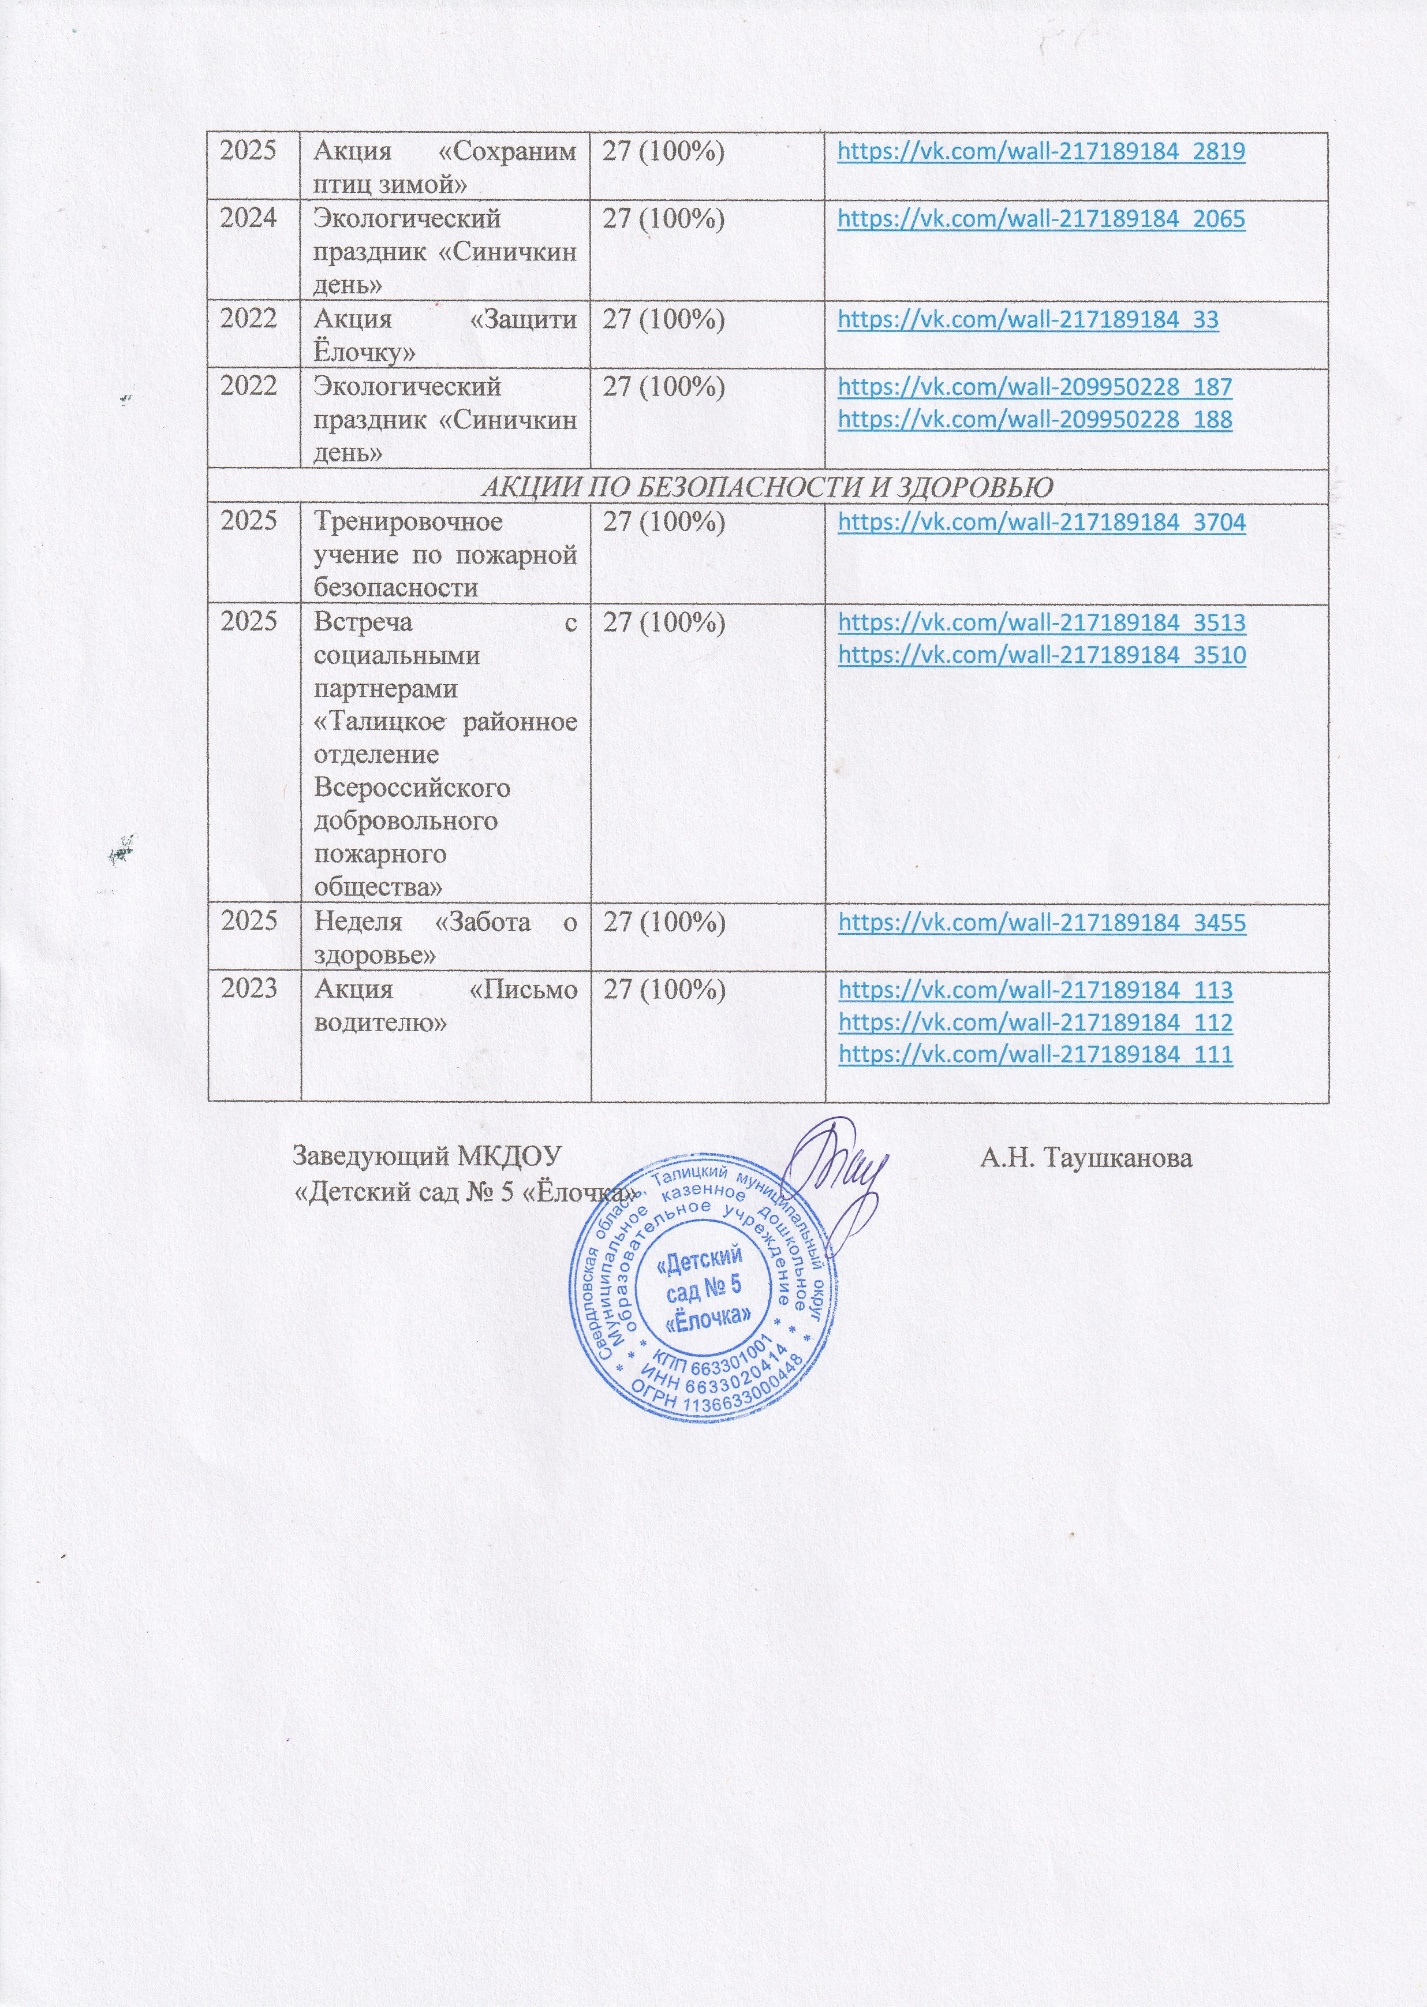 2025 Акция «Сохраним 27 (100%) https://vk.com/wall-217189184_2819
птиц зимой»
2024 Экологический 27 (100%) https://vk.com/wall-217189184_2065
праздник «Синичкин
день»
2022 Акция «Защити 27 (100%) https://vk.com/wall-217189184_33
Ёлочку»
2022 Экологический 27 (100%) https://vk.com/wall-209950228_187
праздник «Синичкин https://vk.com/wall-209950228_188
день»
АКЦИИ ПО БЕЗОПАСНОСТИ И ЗДОРОВЬЮ
2025 Тренировочное 27 (100%) https://vk.com/wall-217189184_3704
учение по пожарной
безопасности
2025 Встреча с 27 (100%) https://vk.com/wall-217189184_3513
социальными https://vk.com/wall-217189184_3510
партнерами
«Талицкое районное
отделение
Всероссийского
добровольного
пожарного
общества»
2025 Неделя «Забота о 27 (100%) https://vk.com/wall-217189184_3455
здоровье»
2023 Акция «Письмо 27 (100%) https://vk.com/wall-217189184_113
водителю» https://vk.com/wall-217189184_112
https://vk.com/wall-217189184_111
Заведующий МКДОУ А.Н. Таушканова
«Детский сад № 5 «Ёлочка»
* Свердловская область, Талицкий муниципальный округ *
* Муниципальное казенное дошкольное *
* образовательное учреждение *
«Детский
сад № 5
«Ёлочка»
КПП 663301001
ИНН 6633020414
ОГРН 1136633000448